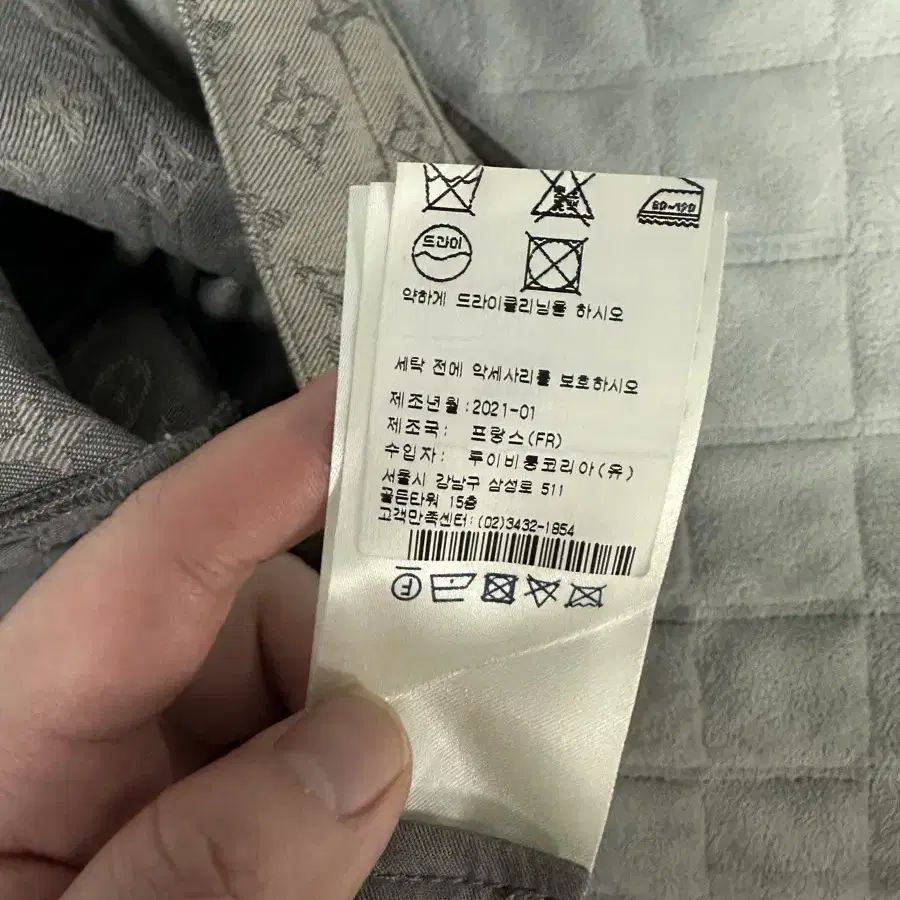 80~120
드라이
약하게 드라이클리닝을 하시오
세탁 전에 악세사리를 보호하시오
제조년월:2021-01
제조국: 프랑스(FR)
수입자: 루이비통코리아(유)
서울시 강남구 삼성로 511
골든타워 15층
고객만족센터:(02)3432-1854
F